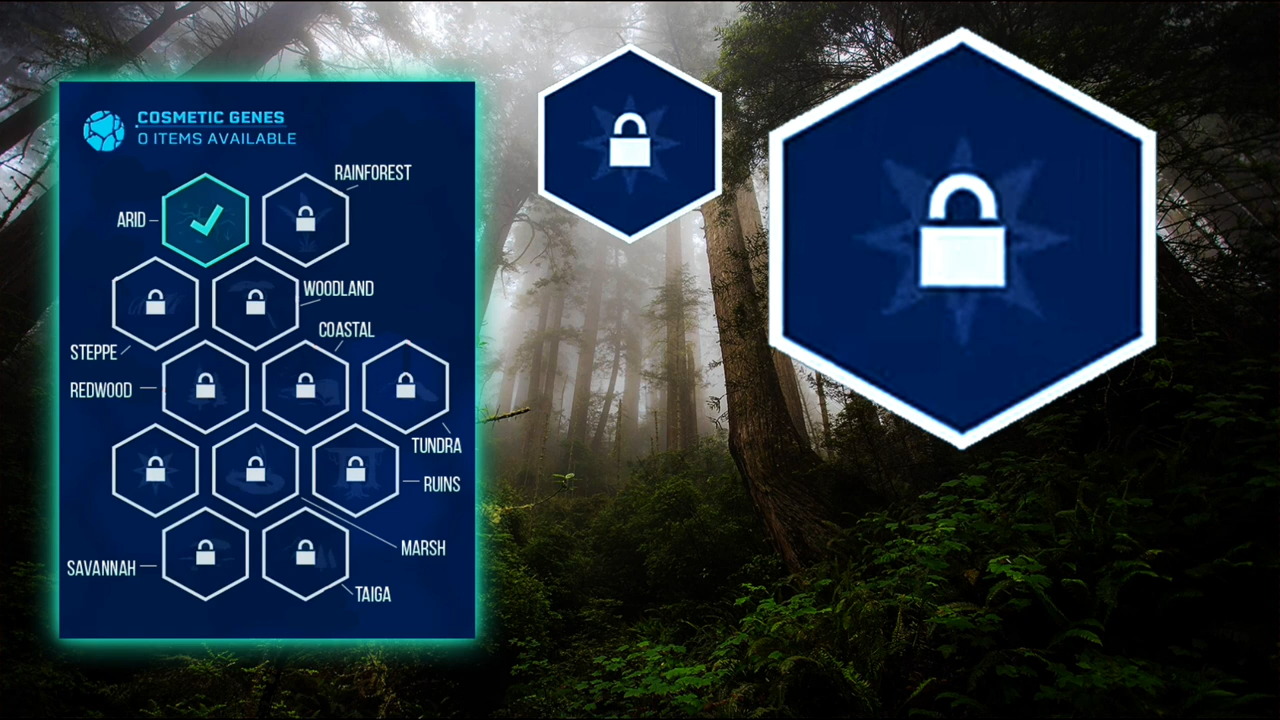 COSMETIC GENES
0 ITEMS AVAILABLE
RAINFOREST
ARID
WOODLAND
COASTAL
STEPPE
REDWOOD
TUNDRA
RUINS
MARSH
SAVANNAH
TAIGA